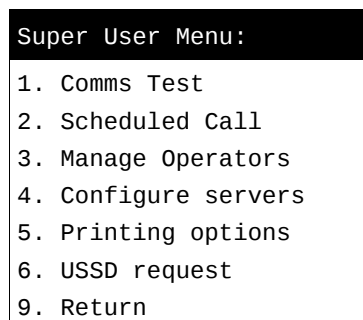 Super User Menu:
1. Comms Test
2. Scheduled Call
3. Manage Operators
4. Configure servers
5. Printing options
6. USSD request
9. Return